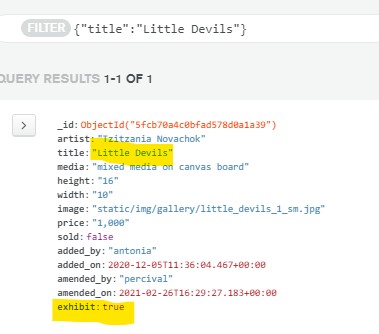 FILTER {"title":"Little Devils"}
QUERY RESULTS 1-1 OF 1
_id: ObjectId("5fcb70a4c0bfad578d0a1a39")
artist: "Izitzania Novachok"
title: "Little Devils"
media: "mixed media on canvas board"
height: "16"
width: "10"
image: "static/img/gallery/little_devils_1_sm.jpg"
price: "1,000"
sold: false
added_by: "antonia"
added_on: 2020-12-05T11:36:04.467+00:00
amended_by: "percival"
amended_on: 2021-02-26T16:29:27.183+00:00
exhibit: true